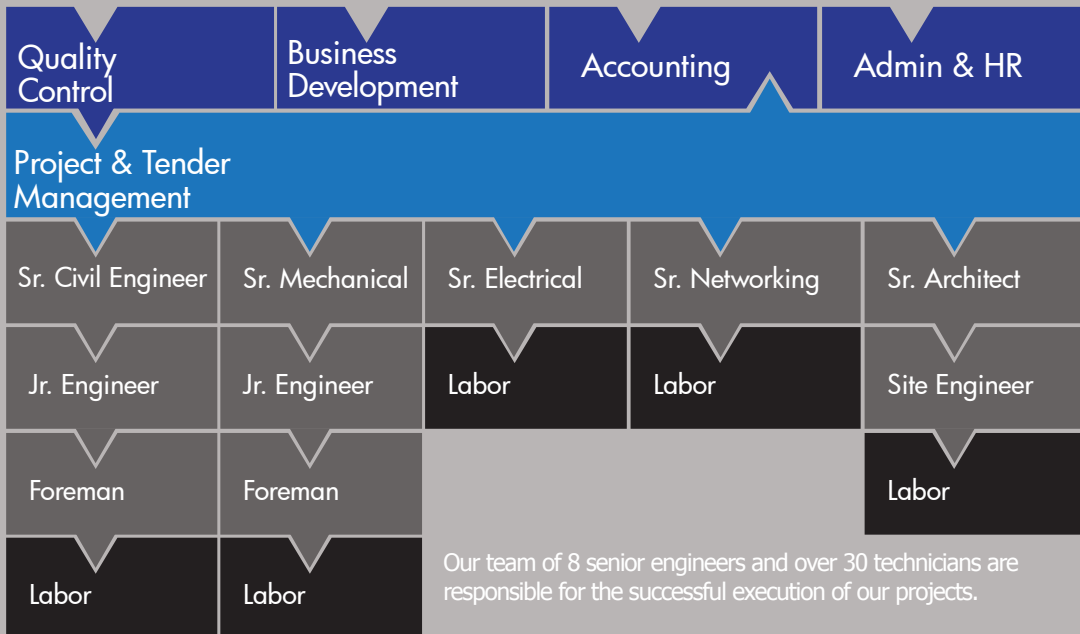 Quality
Control
Business
Development
Accounting
Admin & HR
Project & Tender
Management
Sr. Civil Engineer
Sr. Mechanical
Sr. Electrical
Sr. Networking
Sr. Architect
Jr. Engineer
Jr. Engineer
Labor
Labor
Site Engineer
Foreman
Foreman
Labor
Labor
Labor
Our team of 8 senior engineers and over 30 technicians are
responsible for the successful execution of our projects.